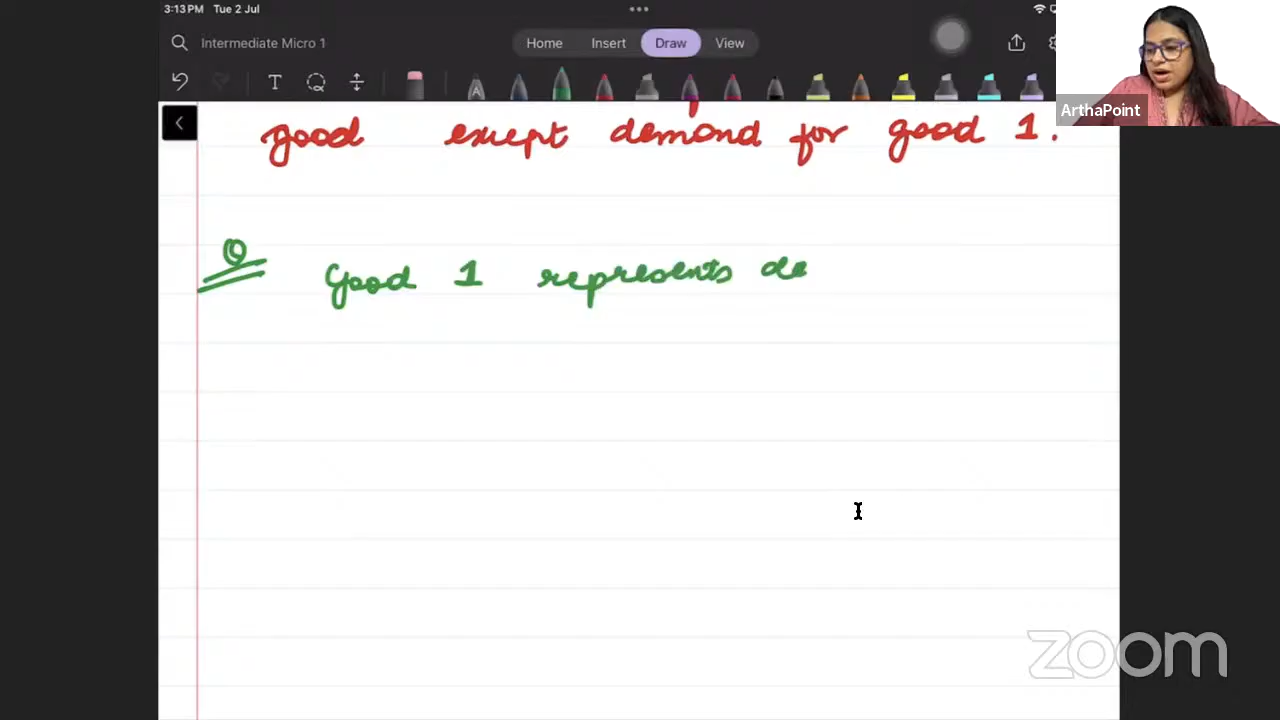 3:13 PM Tue 2 Jul
Intermediate Micro 1
Home Insert Draw View
T
A
ArthaPoint
good except demand for good 1.
Q Good 1 represents de
zoom